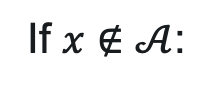 If 𝓍 ∉ 𝒜: